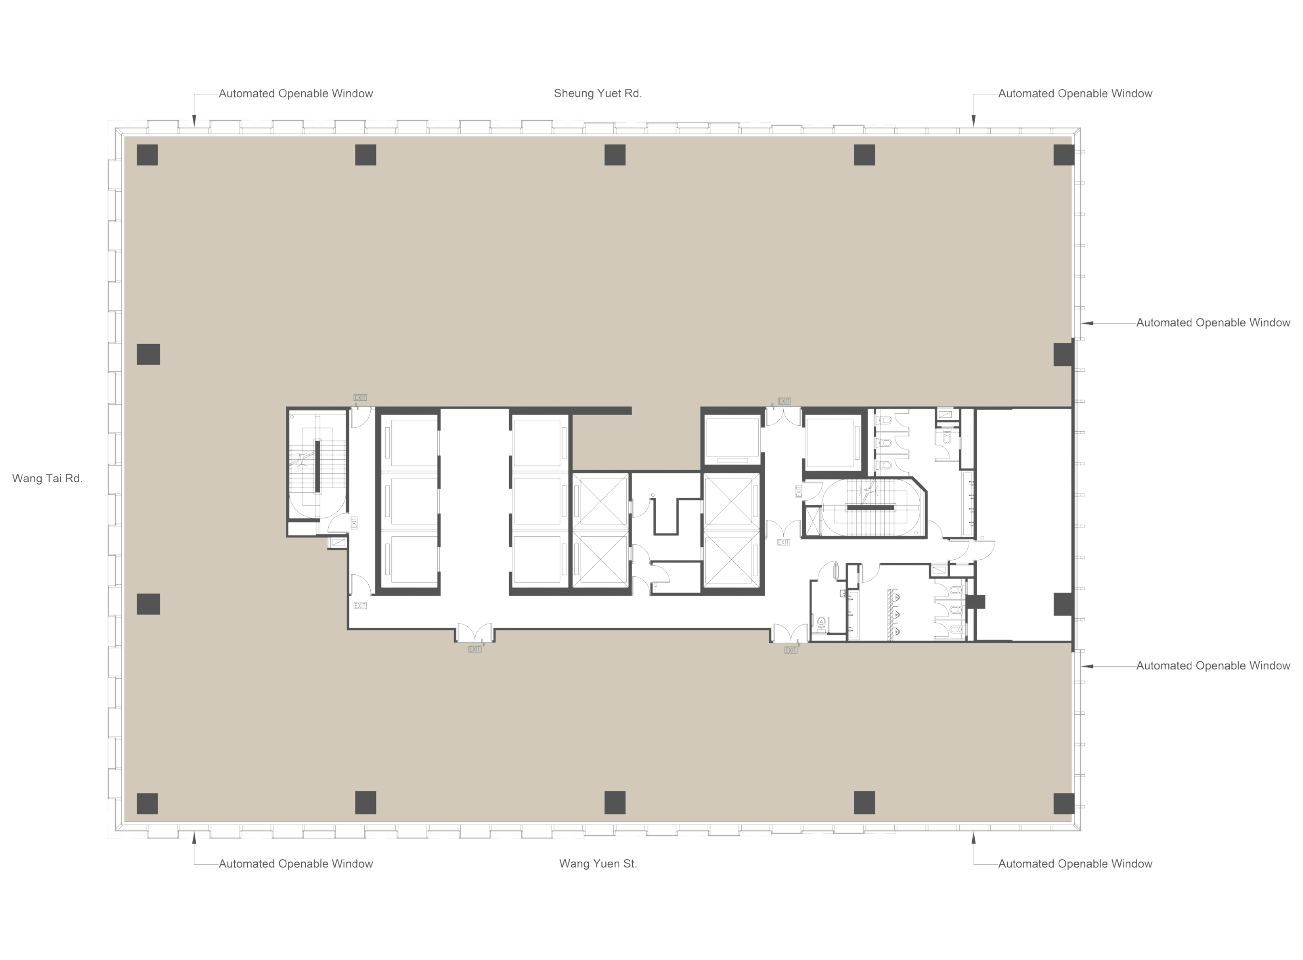 Automated Openable Window
Sheung Yuet Rd.
Automated Openable Window
Automated Openable Window
EXIT
EXIT
Wang Tai Rd.
EXIT
EXIT
EXIT
EXIT
EXIT
EXIT
Automated Openable Window
Automated Openable Window
Wang Yuen St.
Automated Openable Window